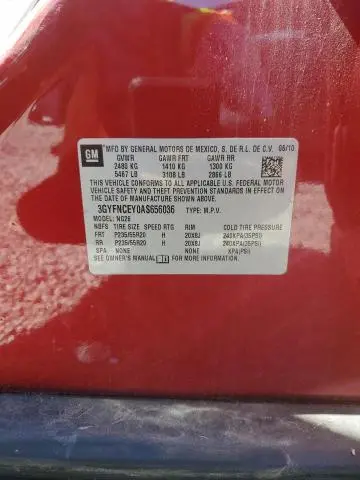 GM
MFD BY GENERAL MOTORS DE MEXICO, S. DE R.L. DE C.V. 06/10
GVWR GAWR FRT GAWR RR
2480 KG 1410 KG 1300 KG
5467 LB 3108 LB 2866 LB
THIS VEHICLE CONFORMS TO ALL APPLICABLE U.S. FEDERAL MOTOR
VEHICLE SAFETY AND THEFT PREVENTION STANDARDS IN EFFECT
ON THE DATE OF MANUFACTURE SHOWN ABOVE.
3GYFNCEY0AS656036 TYPE: M.P.V.
MODEL: NG26
NBFS TIRE SIZE SPEED RTG RIM COLD TIRE PRESSURE
FRT P235/55R20 H 20X8J 240KPA(35PSI)
RR P235/55R20 H 20X8J 240KPA(35PSI)
SPA NONE NONE KPA(PSI)
SEE OWNER'S MANUAL FOR MORE INFORMATION.